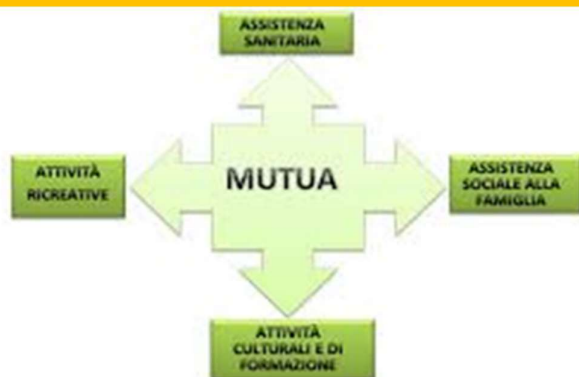 ASSISTENZA
SANITARIA
ATTIVITÀ
RICREATIVE
MUTUA
ASSISTENZA
SOCIALE ALLA
FAMIGLIA
ATTIVITÀ
CULTURALI E DI
FORMAZIONE